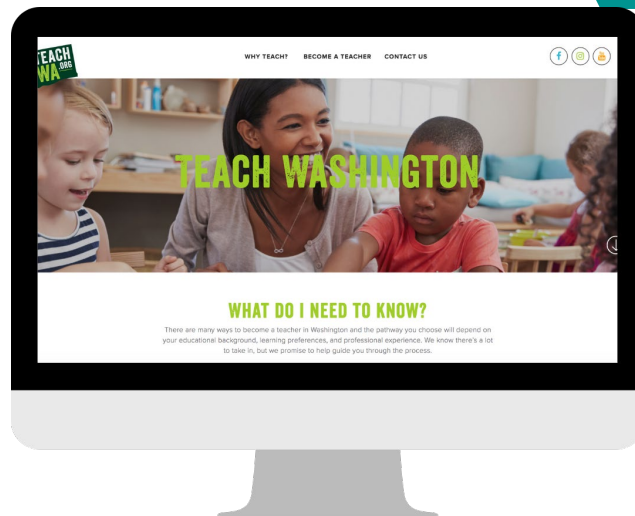 TEACH
WA.ORG
WHY TEACH? BECOME A TEACHER CONTACT US
TEACH WASHINGTON
WHAT DO I NEED TO KNOW?
There are many ways to become a teacher in Washington and the pathway you choose will depend on
your educational background, learning preferences, and professional experience. We know there's a lot
to take in, but we promise to help guide you through the process.